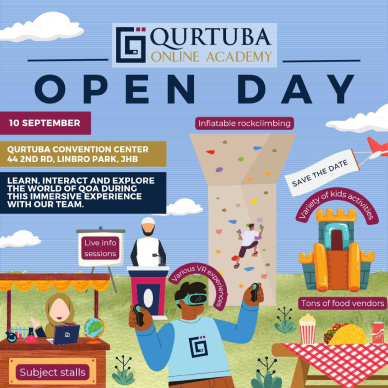 QURTUBA
ONLINE ACADEMY
OPEN DAY
10 SEPTEMBER
Inflatable rockclimbing
QURTUBA CONVENTION CENTER
44 2ND RD, LINBRO PARK, JHB
SAVE THE DATE
LEARN, INTERACT AND EXPLORE
THE WORLD OF QOA DURING
THIS IMMERSIVE EXPERIENCE
WITH OUR TEAM.
Variety of kids activities
Live info
sessions
Various VR experiences
Tons of food vendors
Subject stalls